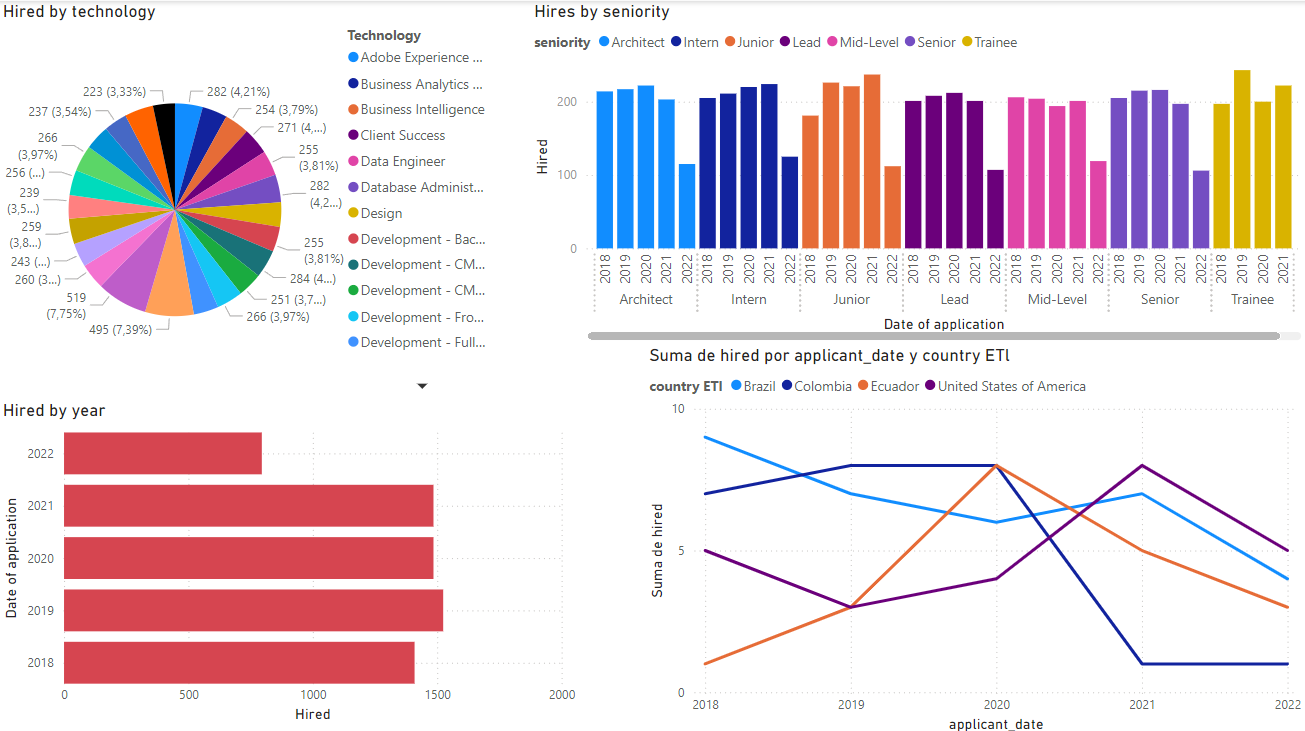 Hired by technology
223 (3,33%)
282 (4,21%)
237 (3,54%)
254 (3,79%)
271 (4,...)
266
(3,97%)
255
(3,81%)
256 (...)
282
(4,2...)
239
(3,5...)
259
(3,8...)
255
(3,81%)
243 (...)
284 (4...)
260 (3...)
251 (3,7...)
519
(7,75%)
266 (3,97%)
495 (7,39%)
Technology
Adobe Experience ...
Business Analytics ...
Business Intelligence
Client Success
Data Engineer
Database Administ...
Design
Development - Bac...
Development - CM...
Development - CM...
Development - Fro...
Development - Full...
Hires by seniority
seniority Architect Intern Junior Lead Mid-Level Senior Trainee
Hired
200
100
0
2018 2019 2020 2021 2022 2018 2019 2020 2021 2022 2018 2019 2020 2021 2022 2018 2019 2020 2021 2022 2018 2019 2020 2021 2022 2018 2019 2020 2021 2022 2018 2019 2020 2021
Architect Intern Junior Lead Mid-Level Senior Trainee
Date of application
Hired by year
Date of application
2022
2021
2020
2019
2018
0 500 1000 1500 2000
Hired
Suma de hired por applicant_date y country ETl
country ETl Brazil Colombia Ecuador United States of America
Suma de hired
10
5
0
2018 2019 2020 2021 2022
applicant_date